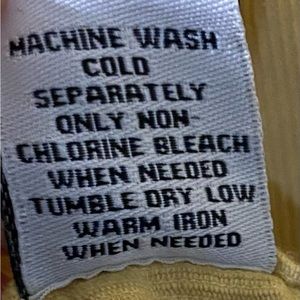 MACHINE WASH
COLD
SEPARATELY
ONLY NON-
CHLORINE BLEACH
WHEN NEEDED
TUMBLE DRY LOW
WARM IRON
WHEN NEEDED